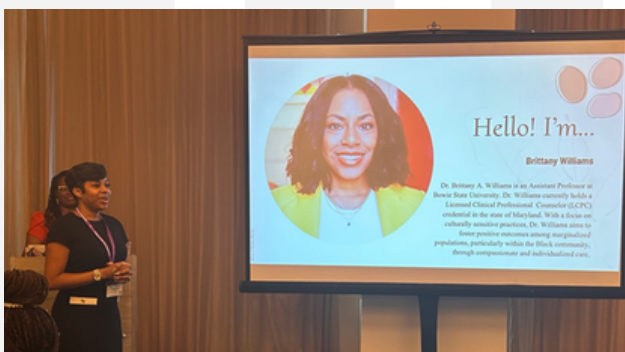 Hello! I'm...
Brittany Williams
Dr. Brittany A. Williams is an Assistant Professor at
Bowie State University. Dr. Williams currently holds a
Licensed Clinical Professional Counselor (LCPC)
credential in the state of Maryland. With a focus on
culturally sensitive practices, Dr. Williams aims to
foster positive outcomes among marginalized
populations, particularly within the Black community,
through compassionate and individualized care.